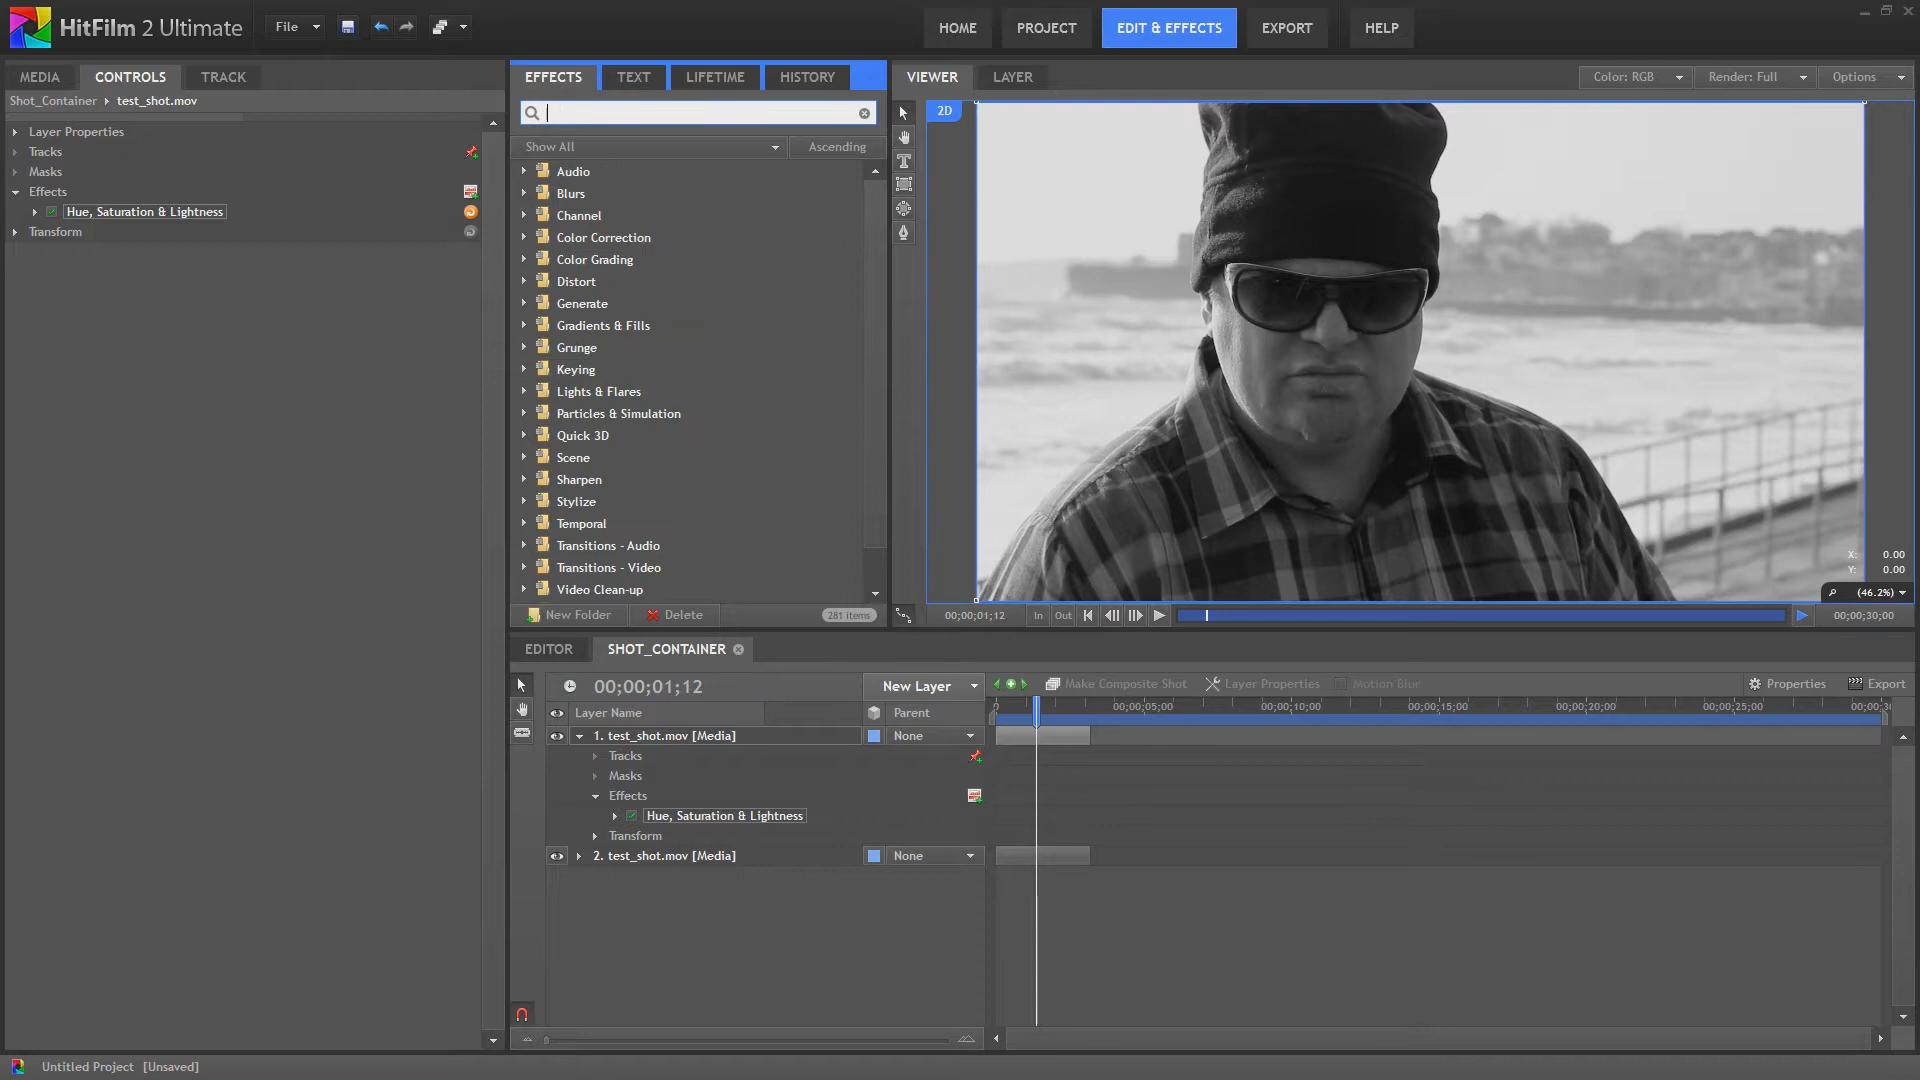 HitFilm 2 Ultimate
File
HOME
PROJECT
EDIT & EFFECTS
EXPORT
HELP
MEDIA
CONTROLS
TRACK
Shot_Container
test_shot.mov
Layer Properties
Tracks
Masks
Effects
Hue, Saturation & Lightness
Transform
EFFECTS
TEXT
LIFETIME
HISTORY
Show All
Ascending
Audio
Blurs
Channel
Color Correction
Color Grading
Distort
Generate
Gradients & Fills
Grunge
Keying
Lights & Flares
Particles & Simulation
Quick 3D
Scene
Sharpen
Stylize
Temporal
Transitions - Audio
Transitions - Video
Video Clean-up
New Folder
Delete
281 items
VIEWER
LAYER
Color: RGB
Render: Full
Options
2D
X: 0.00
Y: 0.00
(46.2%)
00;00;01;12
In
Out
00;00;30;00
EDITOR
SHOT_CONTAINER
00;00;01;12
New Layer
Make Composite Shot
Layer Properties
Motion Blur
Properties
Export
Layer Name
Parent
0
00;00;05;00
00;00;10;00
00;00;15;00
00;00;20;00
00;00;25;00
00;00;3
1. test_shot.mov [Media]
None
Tracks
Masks
Effects
Hue, Saturation & Lightness
Transform
2. test_shot.mov [Media]
None
Untitled Project [Unsaved]